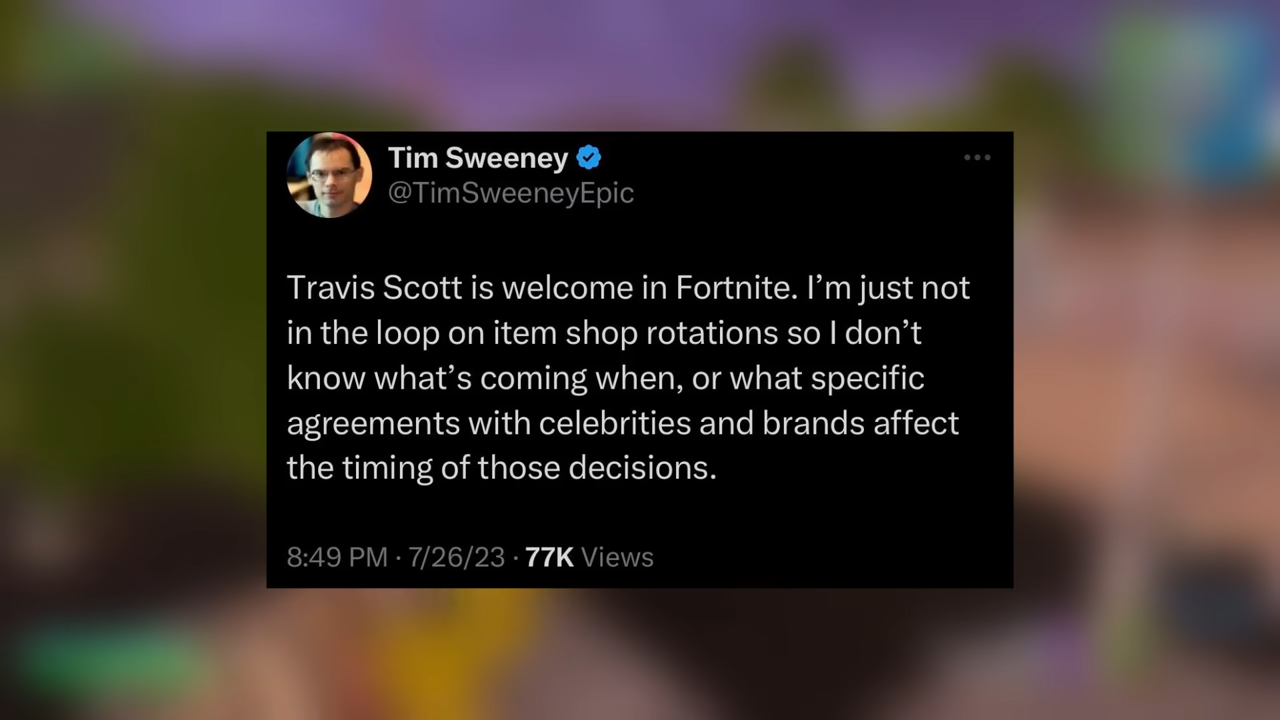 Tim Sweeney
@TimSweeneyEpic
Travis Scott is welcome in Fortnite. I’m just not
in the loop on item shop rotations so I don’t
know what’s coming when, or what specific
agreements with celebrities and brands affect
the timing of those decisions.
8:49 PM · 7/26/23 · 77K Views